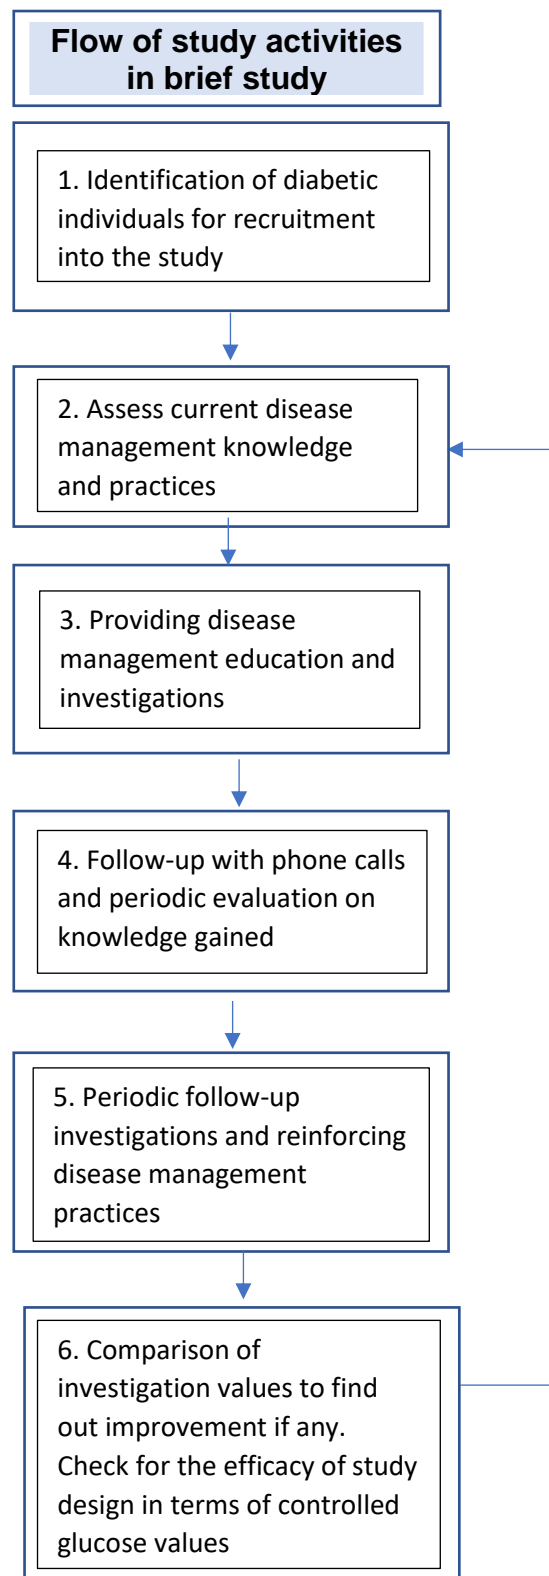 Flow of study activities
in brief study
1. Identification of diabetic
individuals for recruitment
into the study
2. Assess current disease
management knowledge
and practices
3. Providing disease
management education and
investigations
4. Follow-up with phone calls
and periodic evaluation on
knowledge gained
5. Periodic follow-up
investigations and reinforcing
disease management
practices
6. Comparison of
investigation values to find
out improvement if any.
Check for the efficacy of study
design in terms of controlled
glucose values